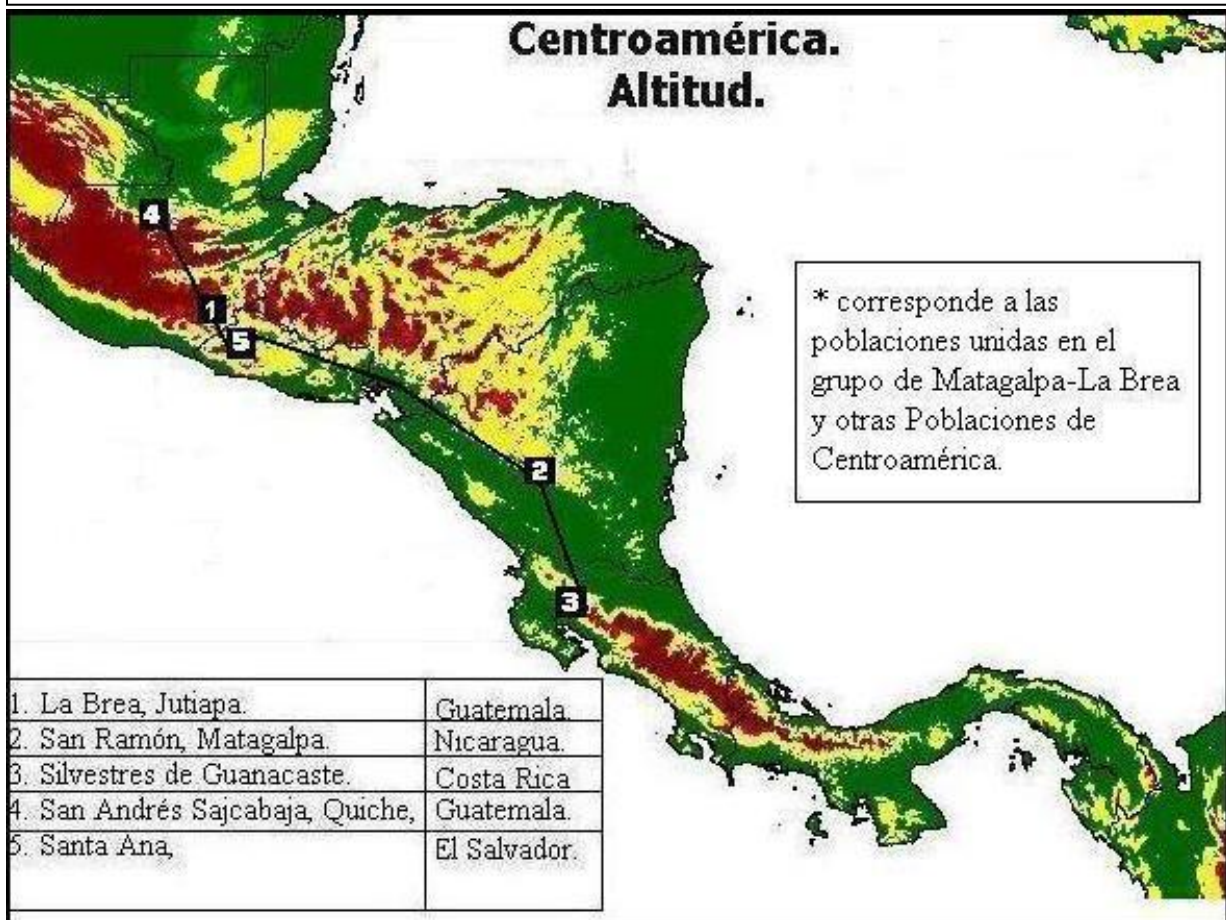 Centroamérica.
Altitud.
4
1
5
2
3
* corresponde a las
poblaciones unidas en el
grupo de Matagalpa-La Brea
y otras Poblaciones de
Centroamérica.
1. La Brea, Jutiapa. Guatemala.
2. San Ramón, Matagalpa. Nicaragua.
3. Silvestres de Guanacaste. Costa Rica
4. San Andrés Sajcabaja, Quiche, Guatemala.
5. Santa Ana, El Salvador.